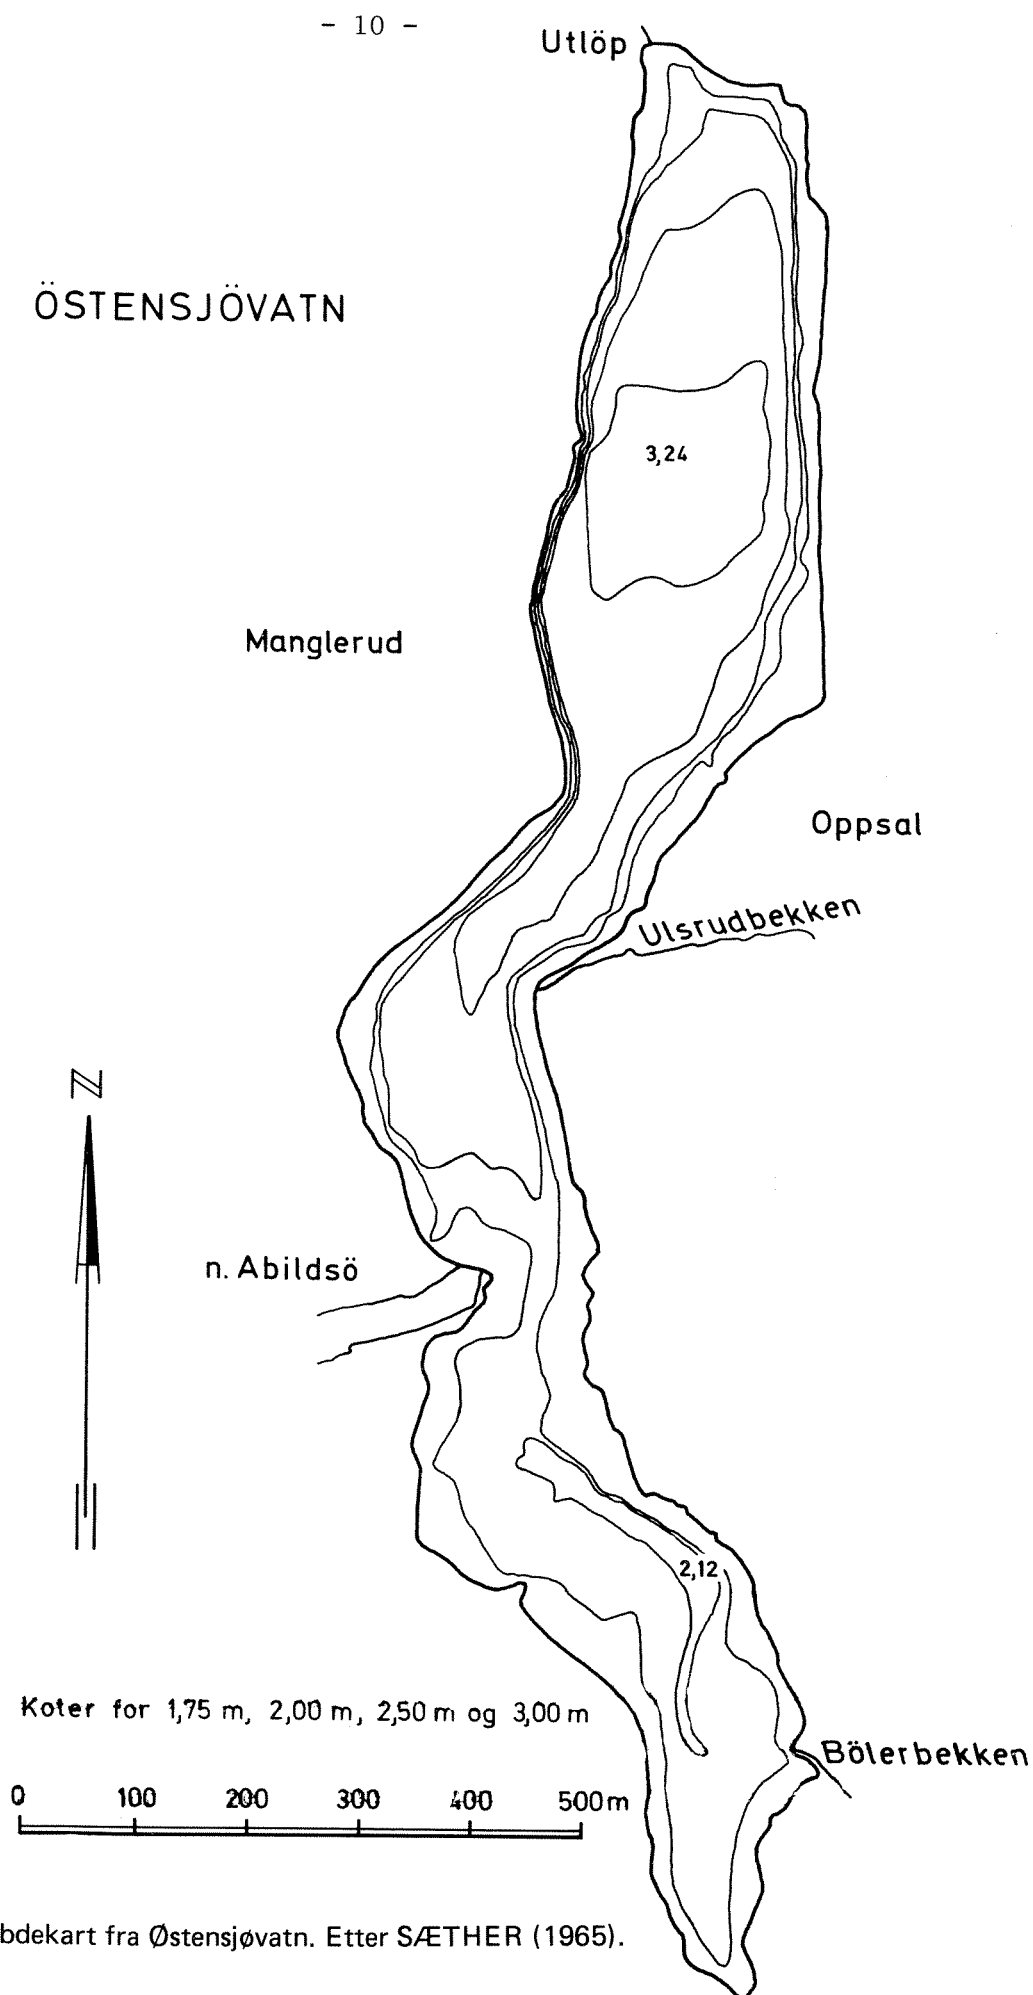 - 10 -
Utlöp
ÖSTENSJÖVATN
3,24
Manglerud
Oppsal
Ulsrudbekken
N
n. Abildsö
2,12
Koter for 1,75 m, 2,00 m, 2,50 m og 3,00 m
Bölerbekken
0 100 200 300 400 500 m
bdekart fra Østensjøvatn. Etter SÆTHER (1965).